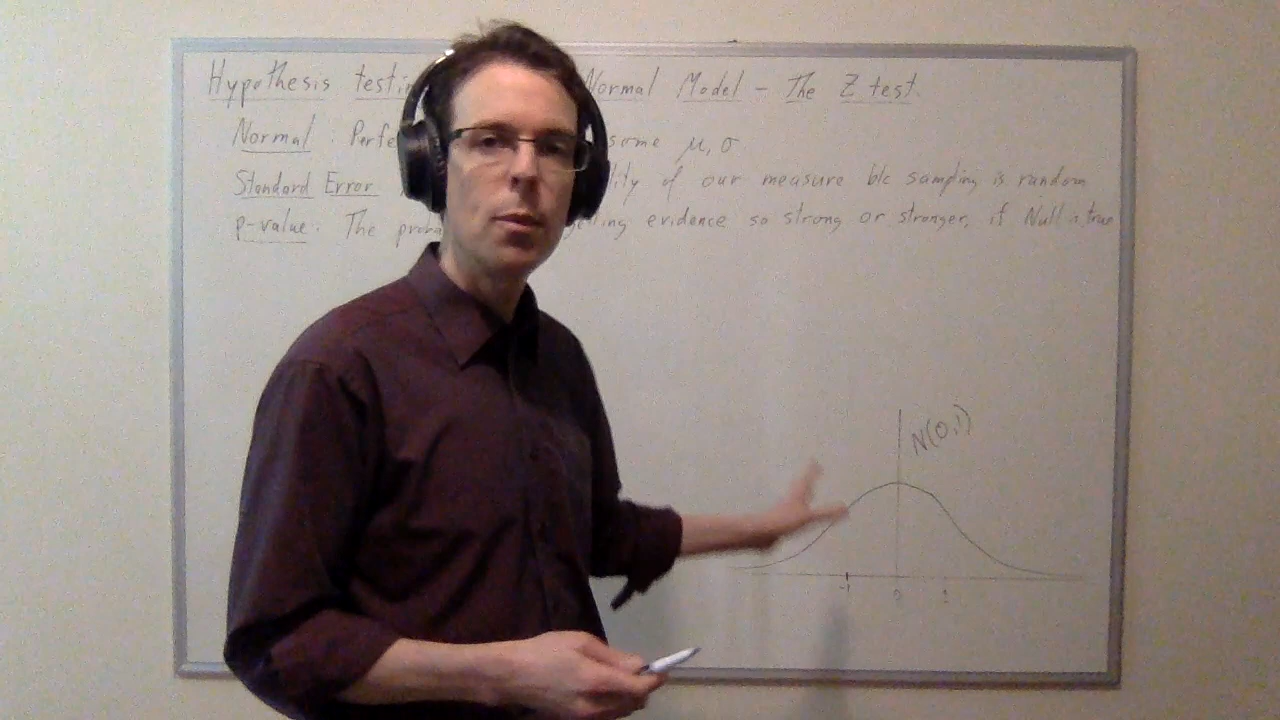 Hypothesis testin Normal Model - The Z test
Normal : Perfe sume μ, σ
Standard Error lity of our measure b/c sampling is random
p-value : The proba getting evidence so strong or stronger, if Null is true
N(0,1)
-1 0 1